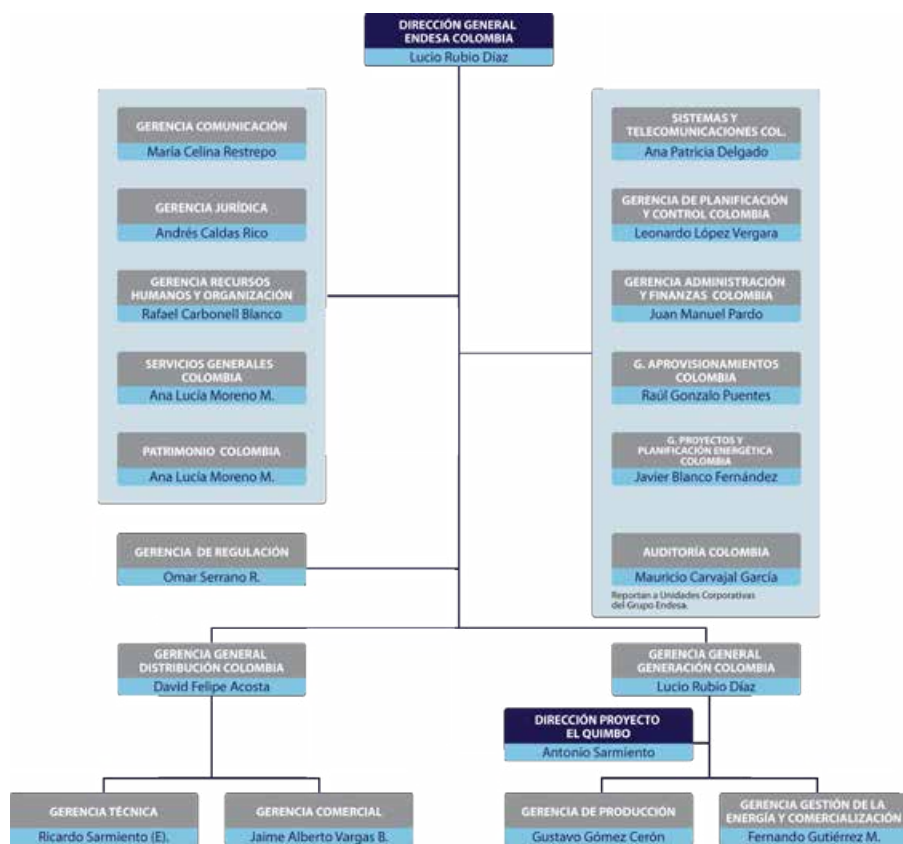 DIRECCIÓN GENERAL
ENDESA COLOMBIA
Lucio Rubio Díaz
GERENCIA COMUNICACIÓN
María Celina Restrepo
GERENCIA JURÍDICA
Andrés Caldas Rico
GERENCIA RECURSOS
HUMANOS Y ORGANIZACIÓN
Rafael Carbonell Blanco
SERVICIOS GENERALES
COLOMBIA
Ana Lucía Moreno M.
PATRIMONIO COLOMBIA
Ana Lucía Moreno M.
SISTEMAS Y
TELECOMUNICACIONES COL.
Ana Patricia Delgado
GERENCIA DE PLANIFICACIÓN
Y CONTROL COLOMBIA
Leonardo López Vergara
GERENCIA ADMINISTRACIÓN
Y FINANZAS COLOMBIA
Juan Manuel Pardo
G. APROVISIONAMIENTOS
COLOMBIA
Raúl Gonzalo Puentes
G. PROYECTOS Y
PLANIFICACIÓN ENERGÉTICA
COLOMBIA
Javier Blanco Fernández
AUDITORÍA COLOMBIA
Mauricio Carvajal García
Reportan a Unidades Corporativas
del Grupo Endesa.
GERENCIA DE REGULACIÓN
Omar Serrano R.
GERENCIA GENERAL
DISTRIBUCIÓN COLOMBIA
David Felipe Acosta
GERENCIA GENERAL
GENERACIÓN COLOMBIA
Lucio Rubio Díaz
DIRECCIÓN PROYECTO
EL QUIMBO
Antonio Sarmiento
GERENCIA TÉCNICA
Ricardo Sarmiento (E).
GERENCIA COMERCIAL
Jaime Alberto Vargas B.
GERENCIA DE PRODUCCIÓN
Gustavo Gómez Cerón
GERENCIA GESTIÓN DE LA
ENERGÍA Y COMERCIALIZACIÓN
Fernando Gutiérrez M.